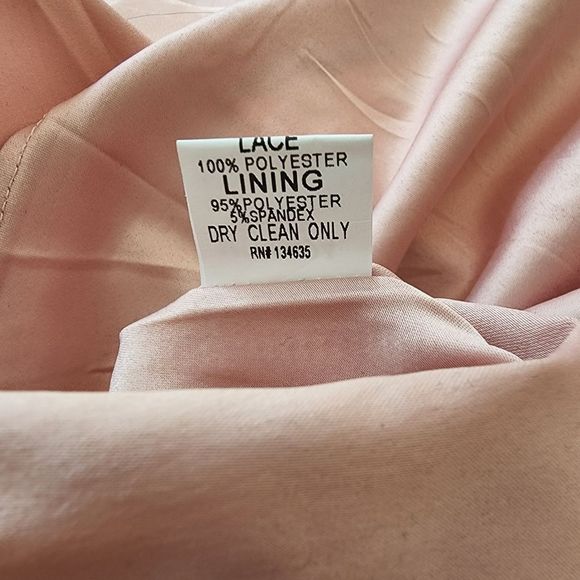 LACE
100% POLYESTER
LINING
95%POLYESTER
5%SPANDEX
DRY CLEAN ONLY
RN# 134635